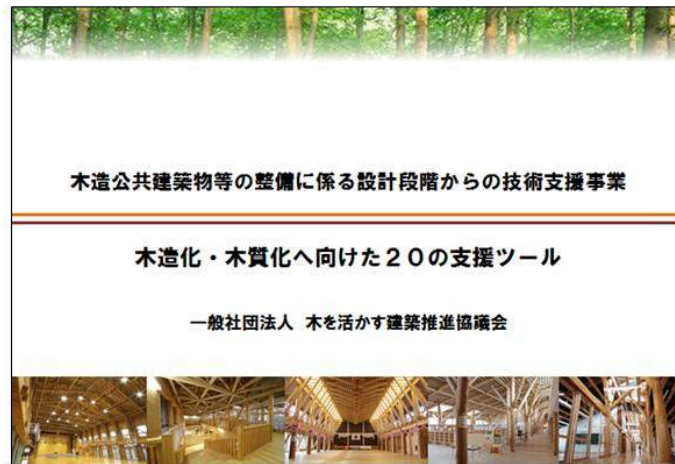 木造公共建築物等の整備に係る設計段階からの技術支援事業
木造化・木質化へ向けた２０の支援ツール
一般社団法人 木を活かす建築推進協議会